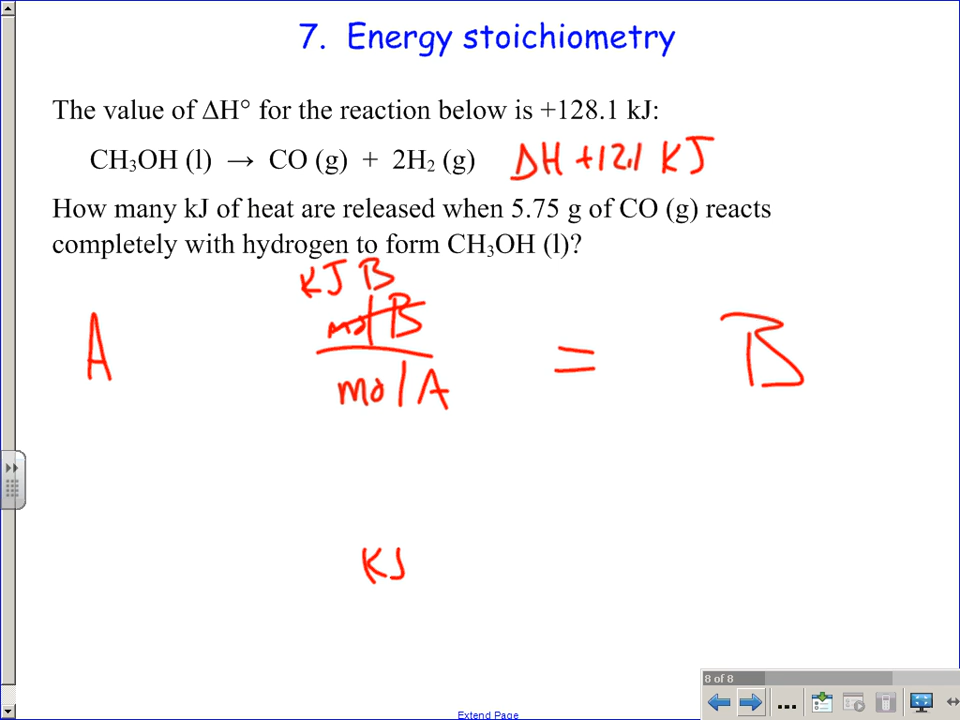 7. Energy stoichiometry
The value of ΔH° for the reaction below is +128.1 kJ:
CH₃OH (l) → CO (g) + 2H₂ (g) ΔH +12.1 KJ
How many kJ of heat are released when 5.75 g of CO (g) reacts
completely with hydrogen to form CH₃OH (l)?
KJ B
mol B
A = B
mol A
KJ
8 of 8
Extend Page